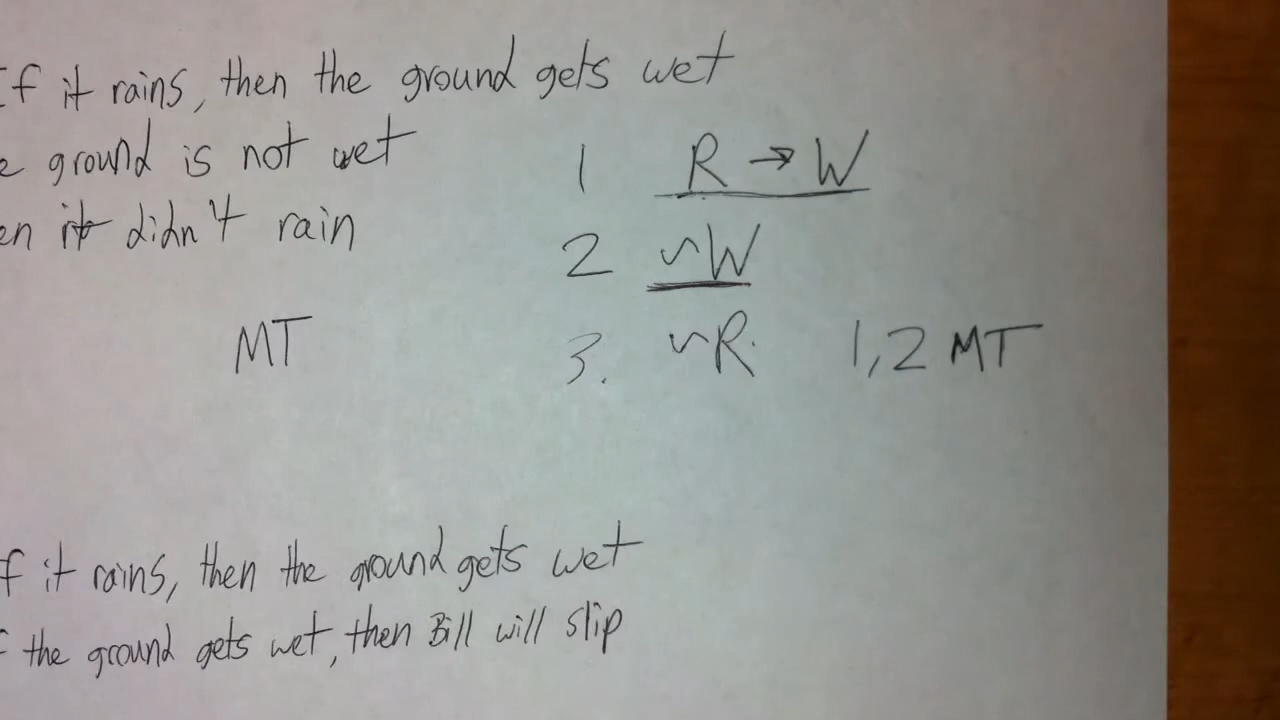 If it rains, then the ground gets wet
e ground is not wet
en it didn't rain
MT
1 R → W
2 ~W
3. ~R. 1,2 MT
f it rains, then the ground gets wet
the ground gets wet, then Bill will slip